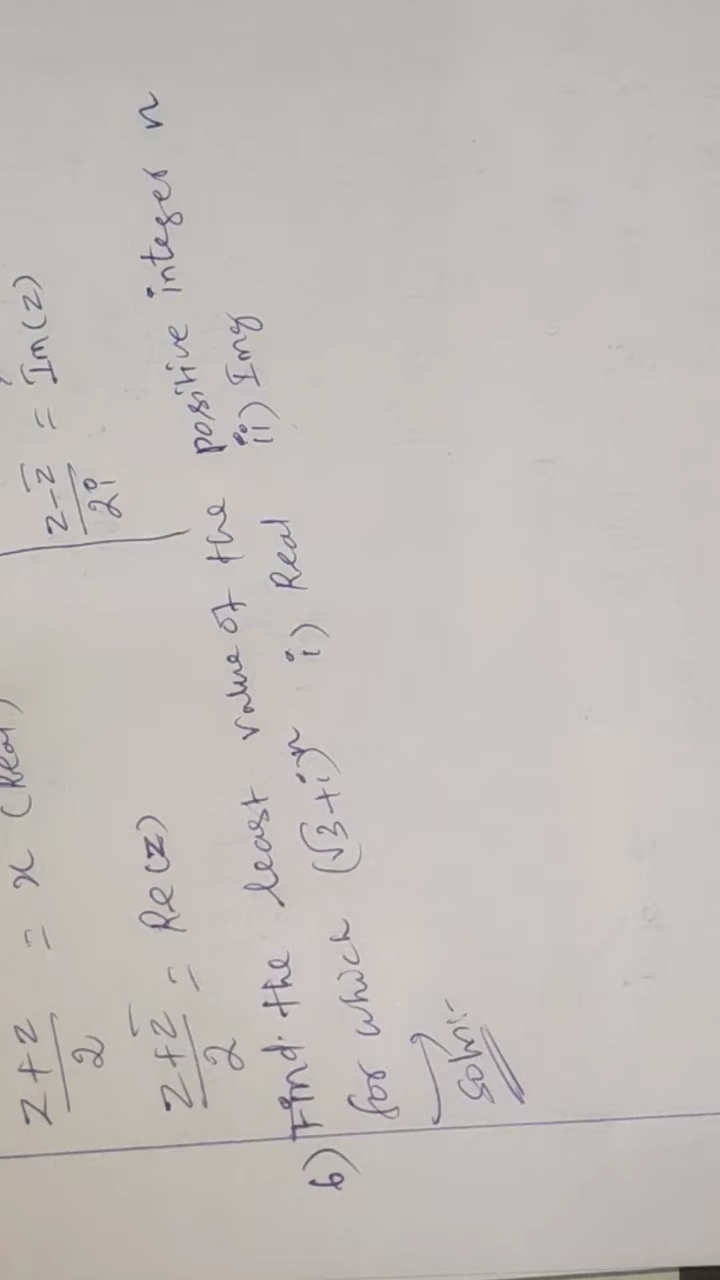 z+z/2 = x (Real)
z+z̄/2 = Re(z)
z-z̄/2i = Im(z)
6) Find the least value of the positive integer n
for which (√3+i)ⁿ i) Real ii) Img
Soln:-